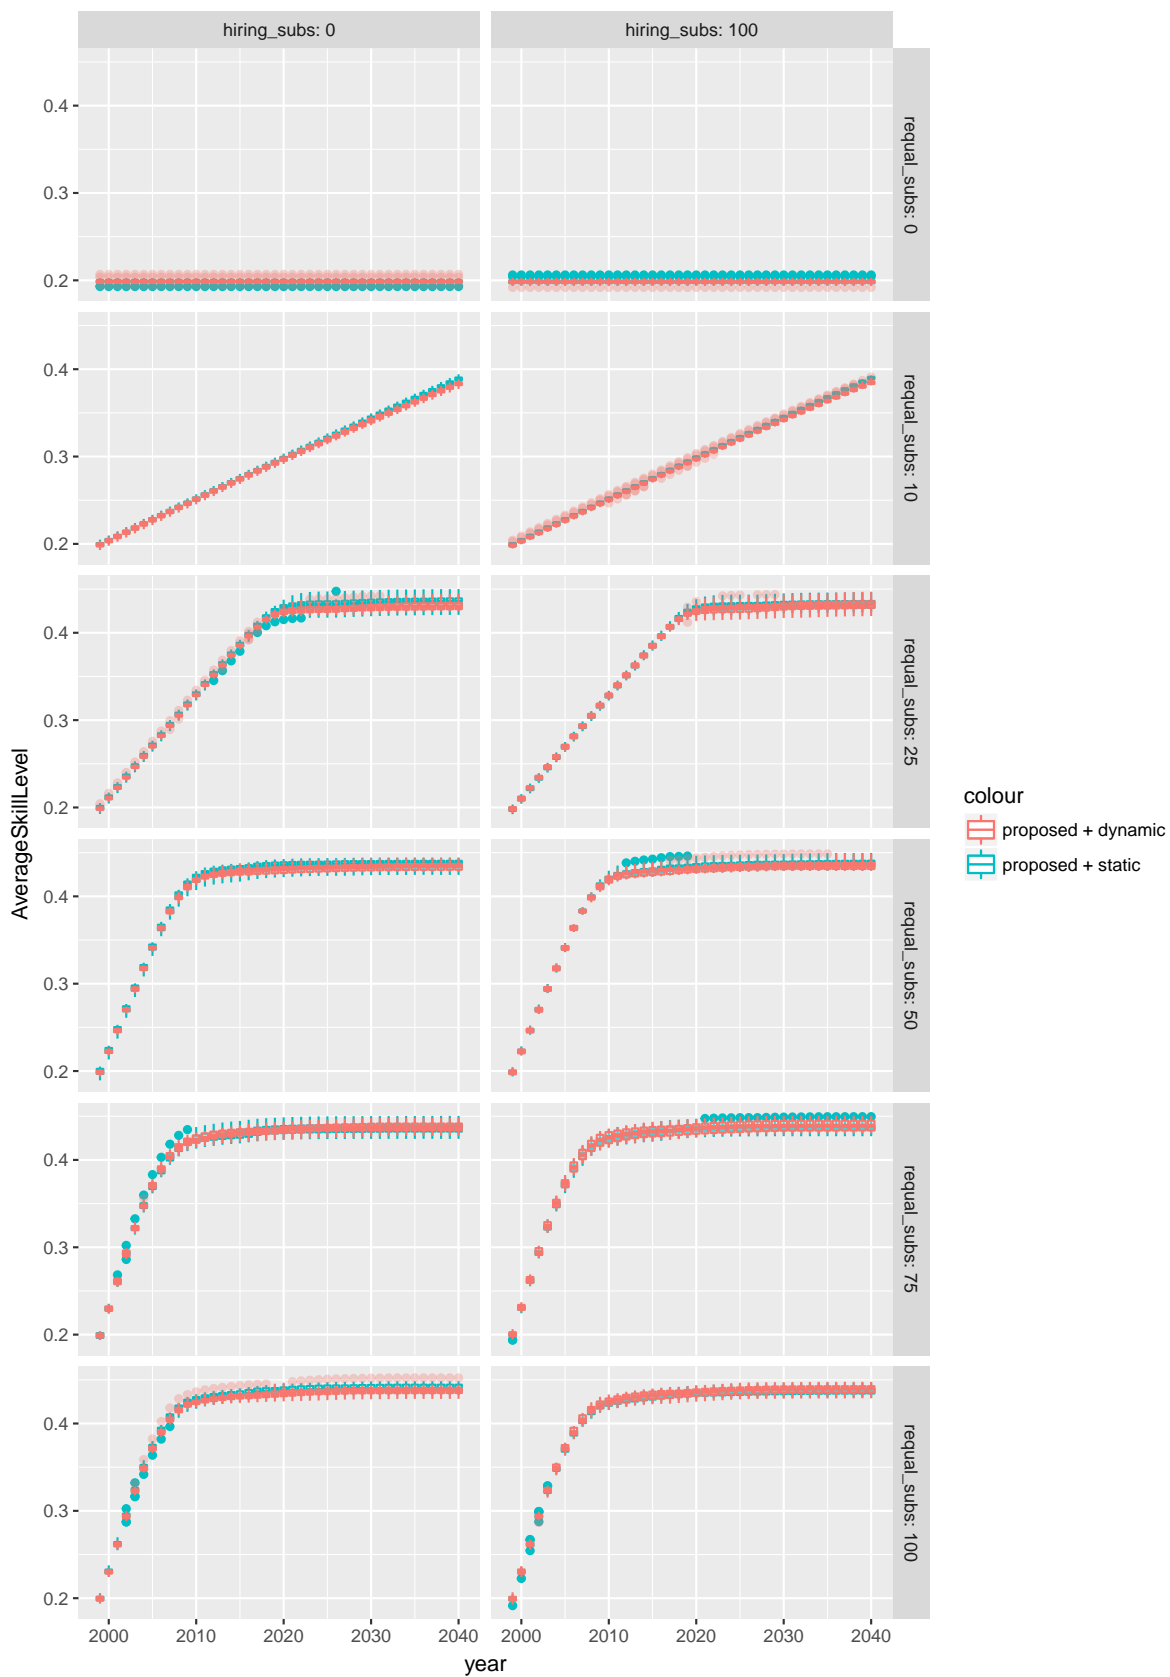 hiring_subs: 0
hiring_subs: 100
0.4
0.3
0.2
requal_subs: 0
0.4
0.3
0.2
requal_subs: 10
0.4
0.3
0.2
requal_subs: 25
0.4
0.3
0.2
requal_subs: 50
0.4
0.3
0.2
requal_subs: 75
0.4
0.3
0.2
requal_subs: 100
2000
2010
2020
2030
2040
2000
2010
2020
2030
2040
year
AverageSkillLevel
colour
proposed + dynamic
proposed + static